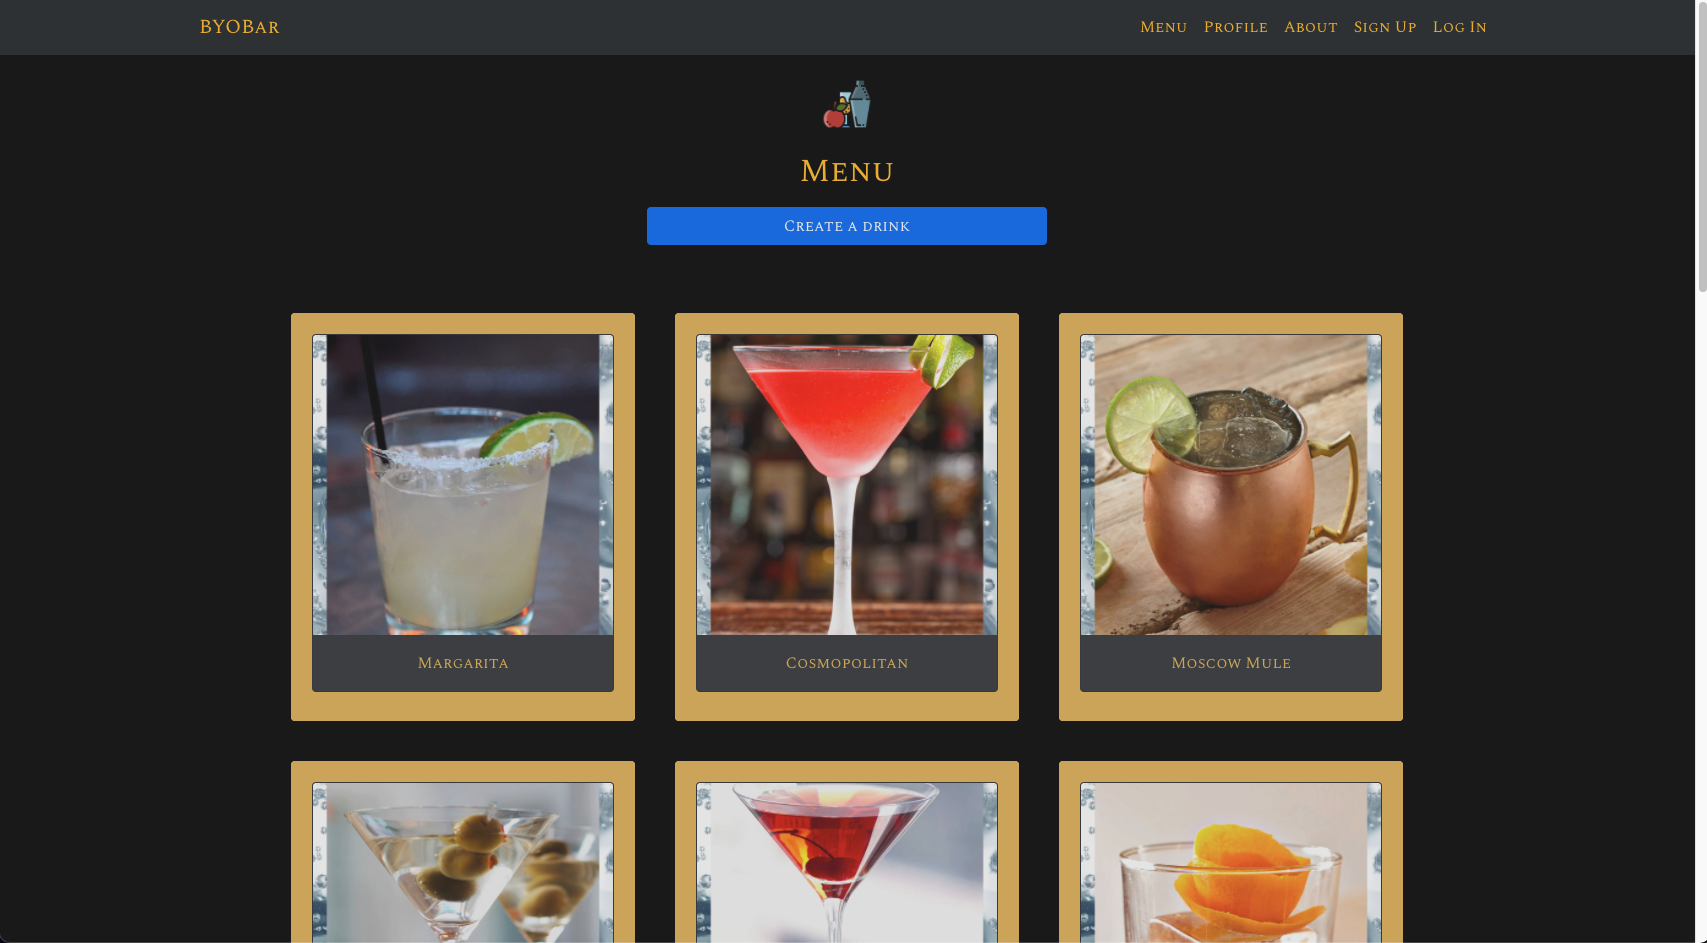 BYOBar
Menu Profile About Sign Up Log In
Menu
Create a drink
Margarita
Cosmopolitan
Moscow Mule